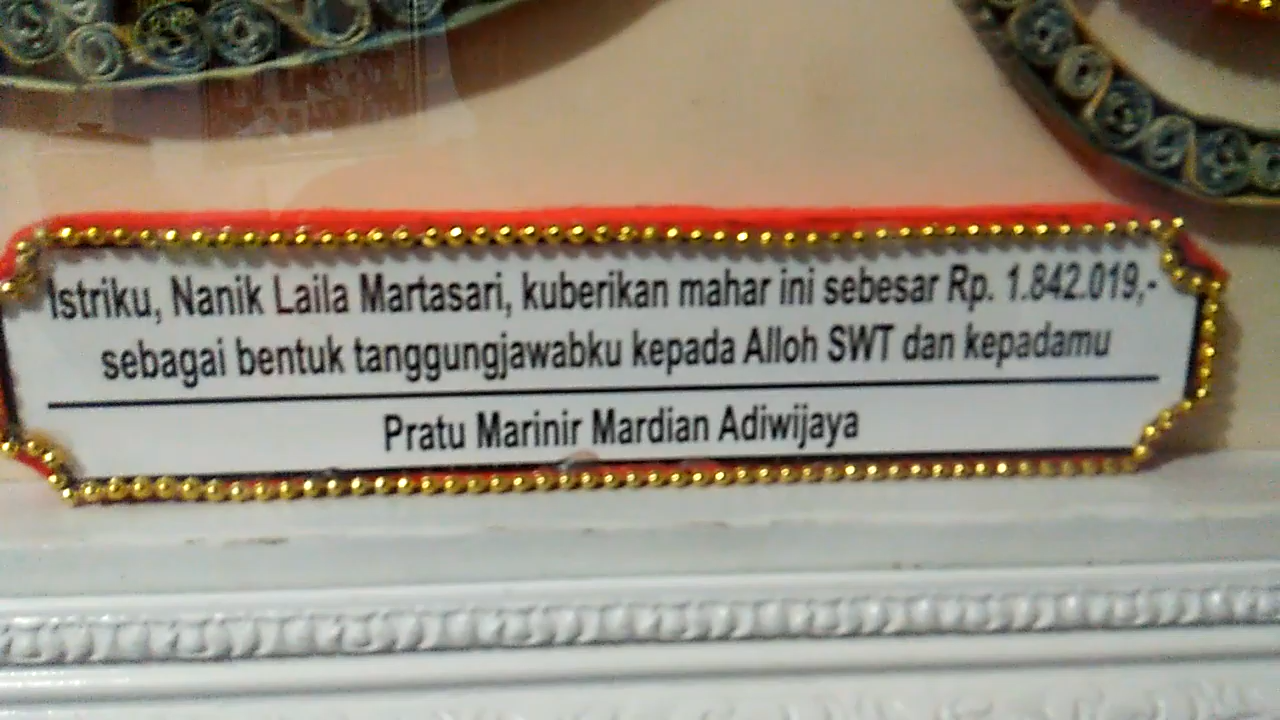 Istriku, Nanik Laila Martasari, kuberikan mahar ini sebesar Rp. 1.842.019,-
sebagai bentuk tanggungjawabku kepada Alloh SWT dan kepadamu
Pratu Marinir Mardian Adiwijaya